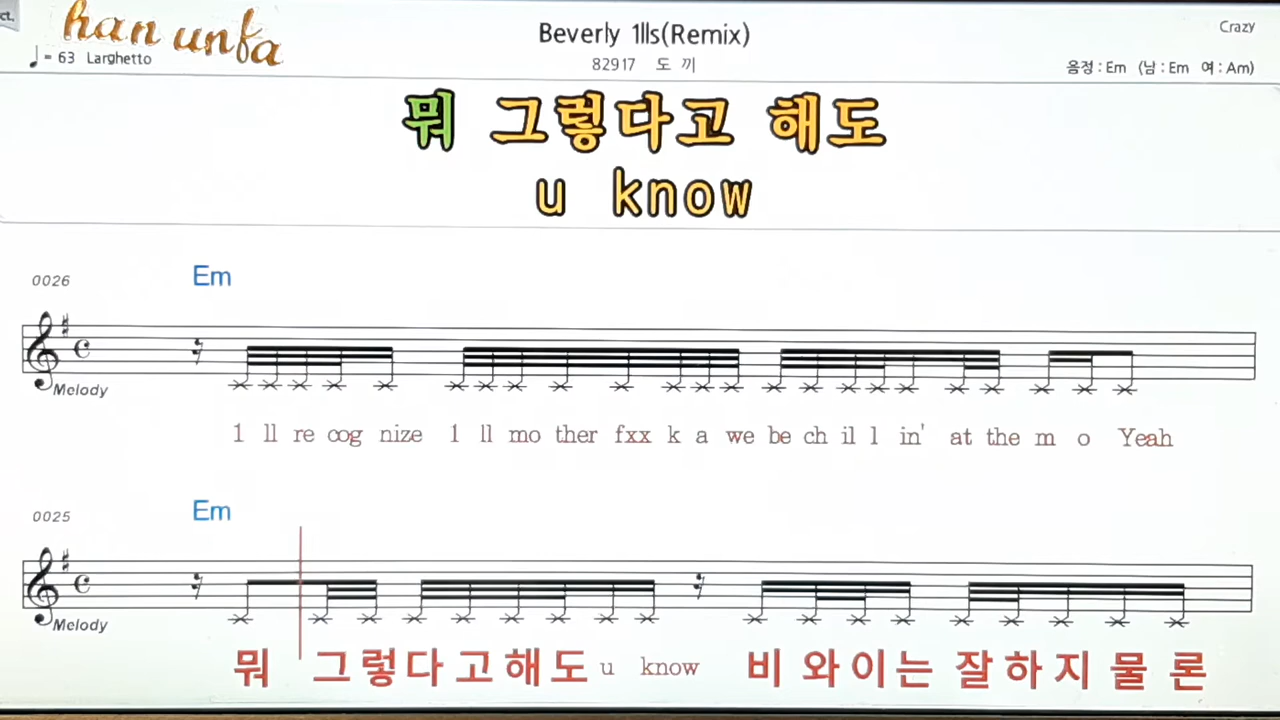 ct.
han unfa
Beverly 1lls(Remix)
Crazy
♩= 63 Larghetto
82917 도 끼
음정 : Em (남 : Em 여 : Am)
뭐 그렇다고 해도
u know
0026
Em
Melody
1 ll re cog nize 1 ll mo ther fxx k a we be ch il l in' at the m o Yeah
0025
Em
Melody
뭐 그렇다고해도 u know 비 와이는 잘하지 물 론